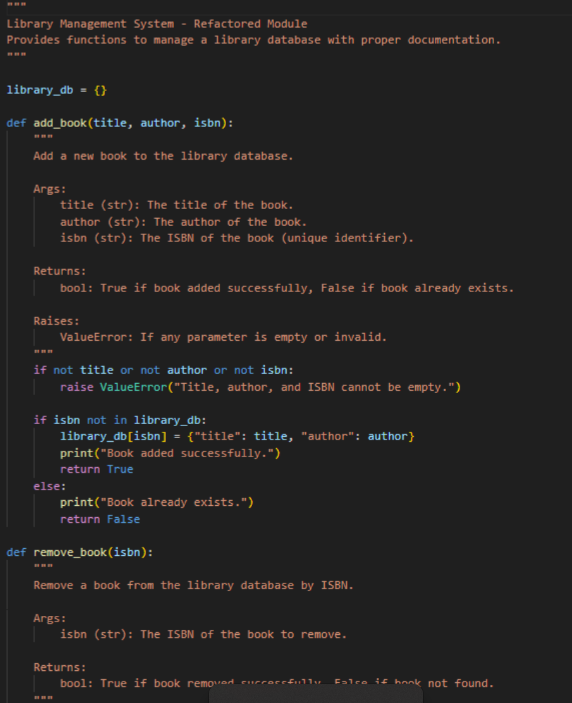 """
Library Management System - Refactored Module
Provides functions to manage a library database with proper documentation.
"""

library_db = {}

def add_book(title, author, isbn):
    """
    Add a new book to the library database.

    Args:
        title (str): The title of the book.
        author (str): The author of the book.
        isbn (str): The ISBN of the book (unique identifier).

    Returns:
        bool: True if book added successfully, False if book already exists.

    Raises:
        ValueError: If any parameter is empty or invalid.
    """
    if not title or not author or not isbn:
        raise ValueError("Title, author, and ISBN cannot be empty.")

    if isbn not in library_db:
        library_db[isbn] = {"title": title, "author": author}
        print("Book added successfully.")
        return True
    else:
        print("Book already exists.")
        return False

def remove_book(isbn):
    """
    Remove a book from the library database by ISBN.

    Args:
        isbn (str): The ISBN of the book to remove.

    Returns:
        bool: True if book removed successfully, False if book not found.
    """